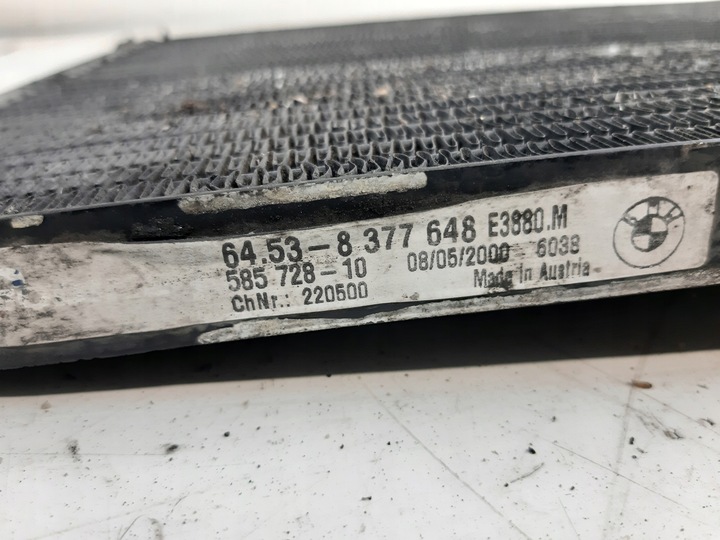 64.53-8 377 648 E3880.M
585 728-10 08/05/2000 6038
ChNr.: 220500 Made in Austria